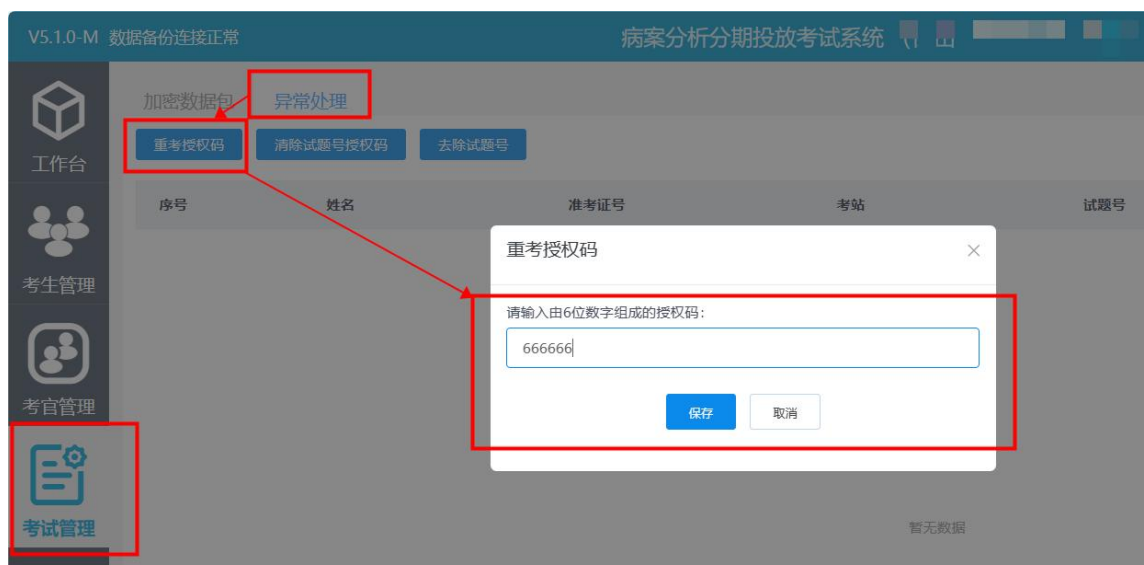 V5.1.0-M 数据备份连接正常
病案分析分期投放考试系统
工作台
考生管理
考官管理
考试管理
加密数据包 异常处理
重考授权码 清除试题号授权码 去除试题号
序号 姓名 准考证号 考站 试题号
重考授权码
请输入由6位数字组成的授权码：
666666
保存 取消
暂无数据